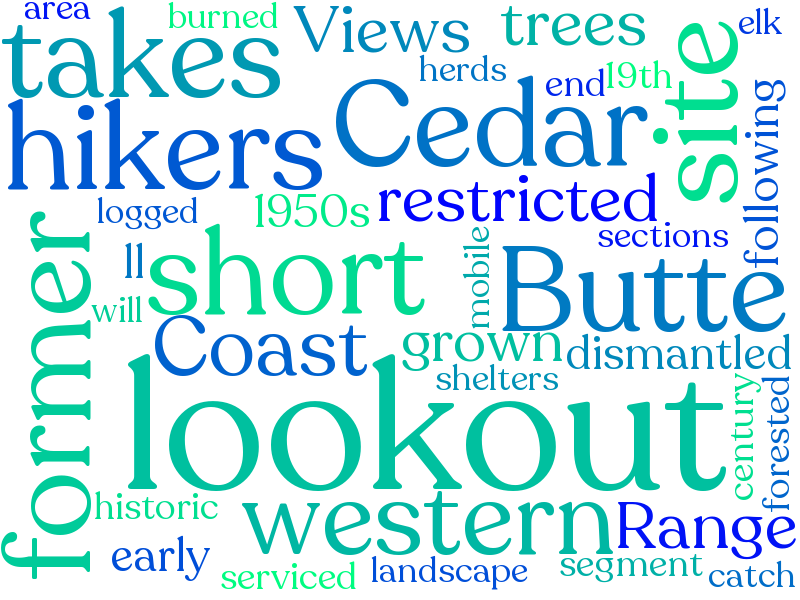 area
burned
Views
trees
elk
takes
herds
end
19th
site
hikers
Cedar
following
logged
1950s
restricted
sections
former
ll
short
mobile
Butte
will
Coast
grown
dismantled
shelters
lookout
century
forested
historic
western
Range
early
serviced
landscape
segment
catch